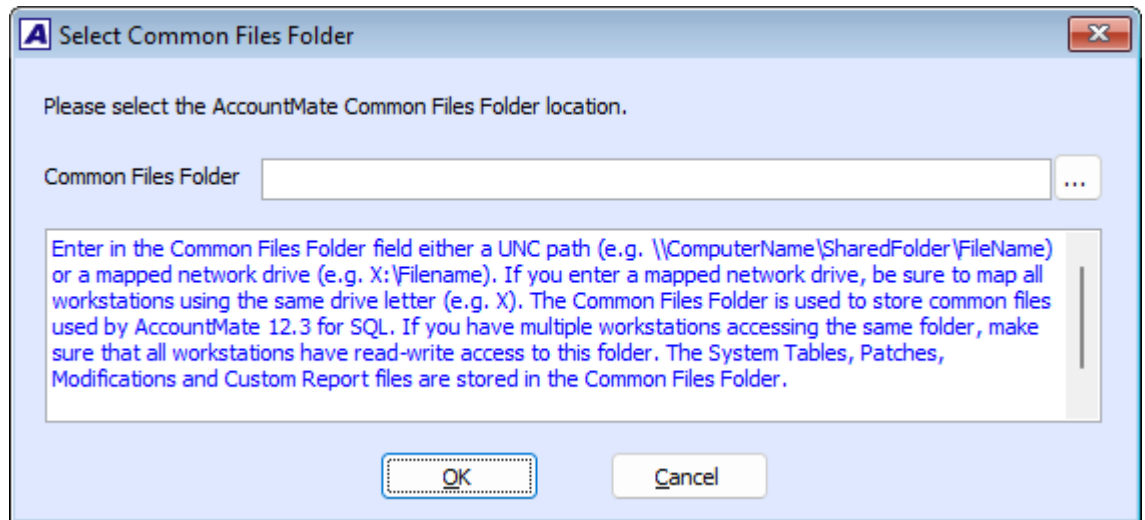 Select Common Files Folder
Please select the AccountMate Common Files Folder location.
Common Files Folder ...
Enter in the Common Files Folder field either a UNC path (e.g. \\ComputerName\SharedFolder\FileName)
or a mapped network drive (e.g. X:\Filename). If you enter a mapped network drive, be sure to map all
workstations using the same drive letter (e.g. X). The Common Files Folder is used to store common files
used by AccountMate 12.3 for SQL. If you have multiple workstations accessing the same folder, make
sure that all workstations have read-write access to this folder. The System Tables, Patches,
Modifications and Custom Report files are stored in the Common Files Folder.
OK Cancel